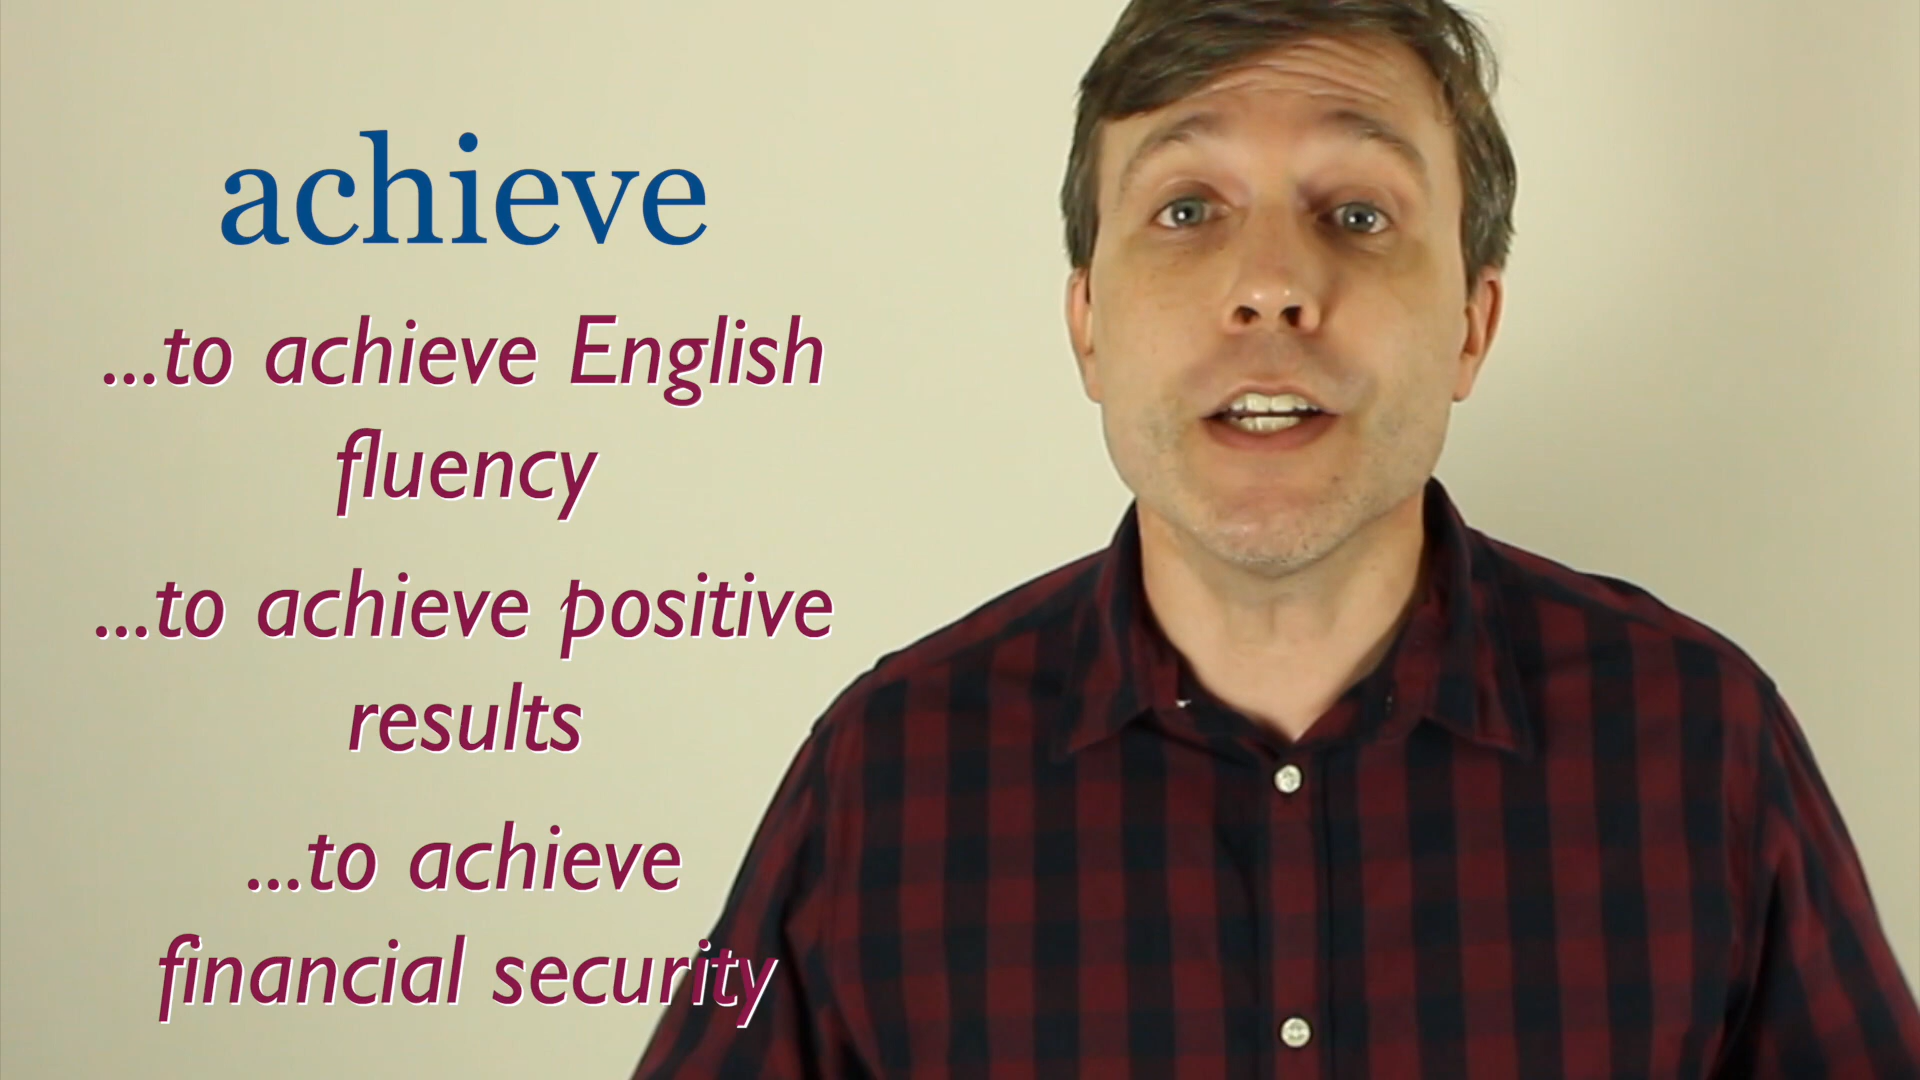 achieve
...to achieve English
fluency
...to achieve positive
results
...to achieve
financial security